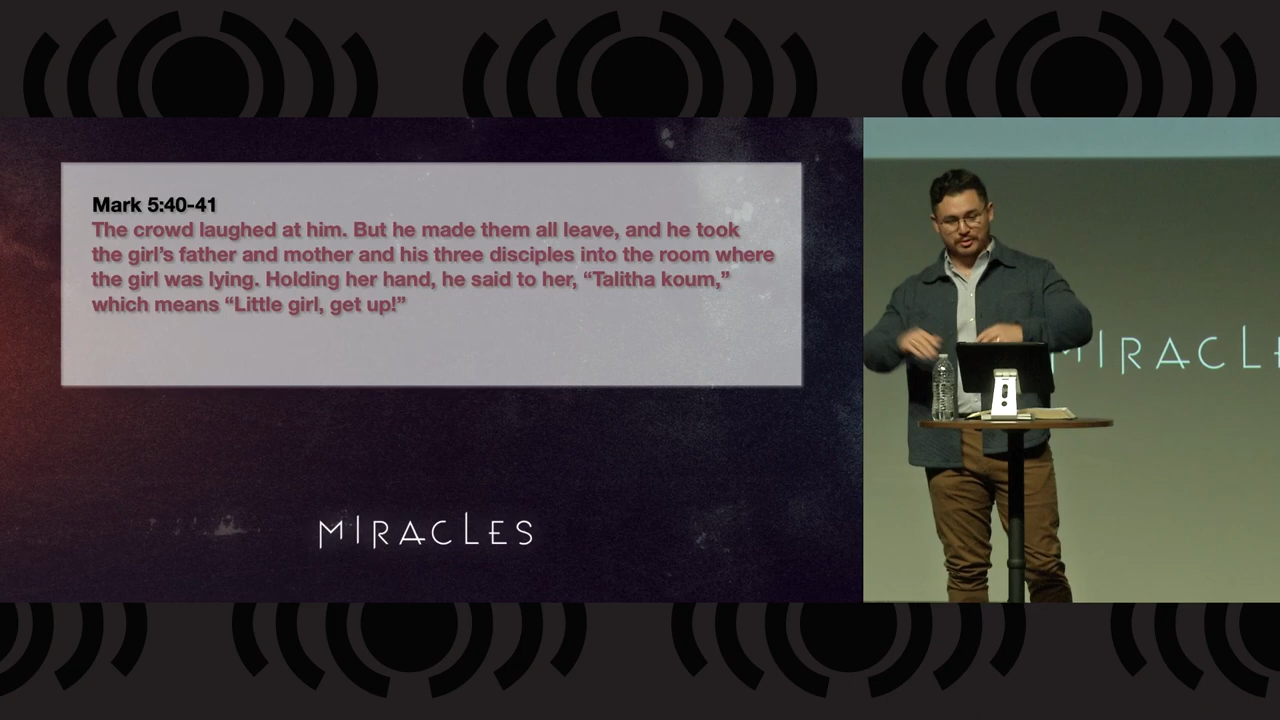 Mark 5:40-41
The crowd laughed at him. But he made them all leave, and he took
the girl’s father and mother and his three disciples into the room where
the girl was lying. Holding her hand, he said to her, “Talitha koum,”
which means “Little girl, get up!”
MIRACLES
MIRACLE